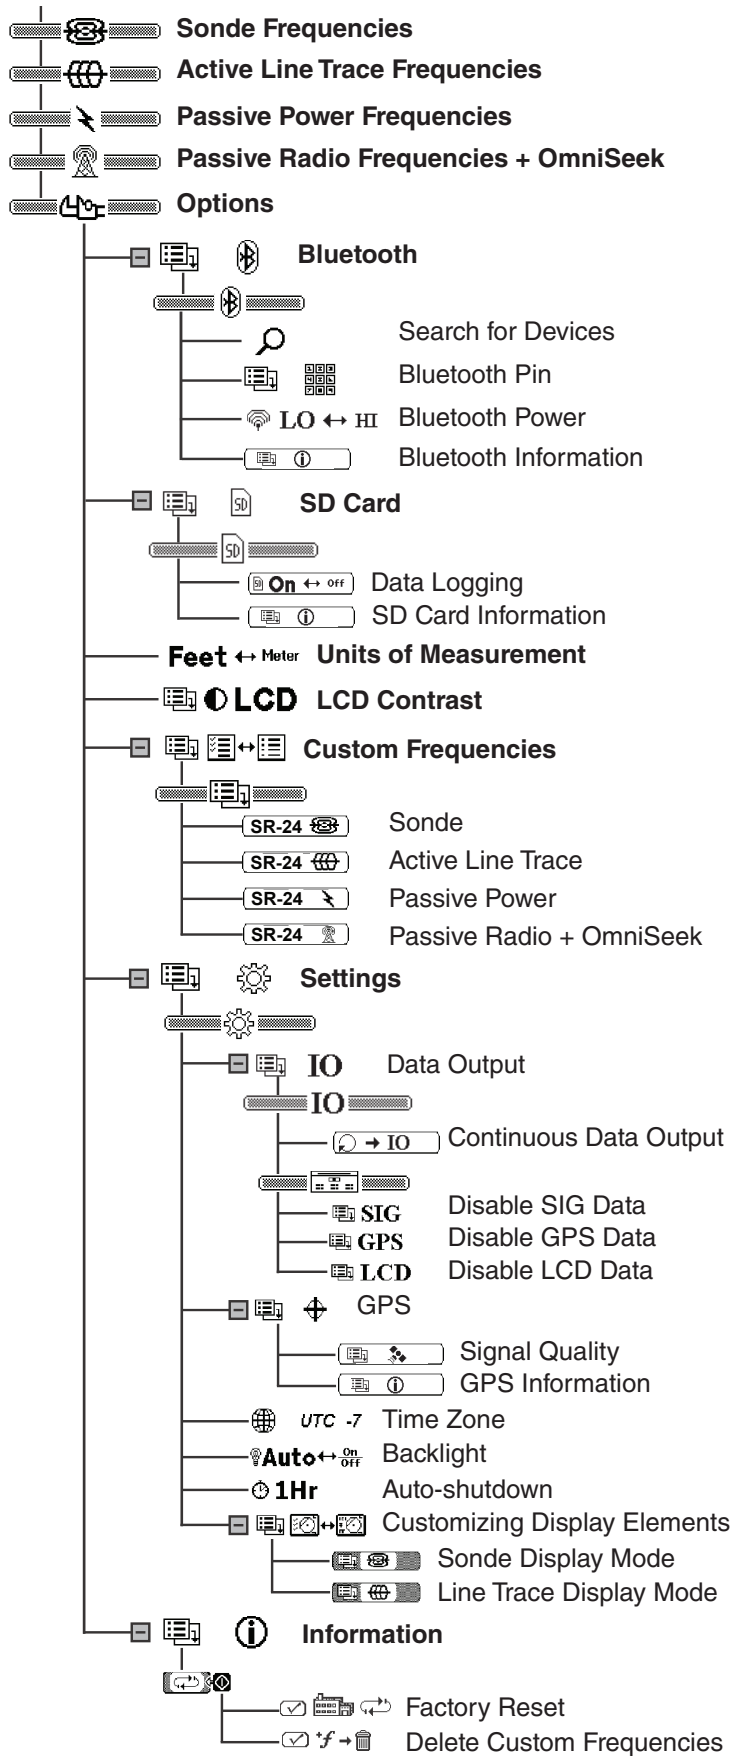 Sonde Frequencies
Active Line Trace Frequencies
Passive Power Frequencies
Passive Radio Frequencies + OmniSeek
Options
Bluetooth
Search for Devices
Bluetooth Pin
LO ↔ HI Bluetooth Power
Bluetooth Information
SD SD Card
SD
SD On ↔ Off Data Logging
SD Card Information
Feet ↔ Meter Units of Measurement
LCD LCD Contrast
Custom Frequencies
SR-24 Sonde
SR-24 Active Line Trace
SR-24 Passive Power
SR-24 Passive Radio + OmniSeek
Settings
IO Data Output
IO
→ IO Continuous Data Output
SIG Disable SIG Data
GPS Disable GPS Data
LCD Disable LCD Data
GPS
Signal Quality
GPS Information
UTC -7 Time Zone
Auto ↔ On Off Backlight
1Hr Auto-shutdown
Customizing Display Elements
Sonde Display Mode
Line Trace Display Mode
Information
Factory Reset
+f → Delete Custom Frequencies